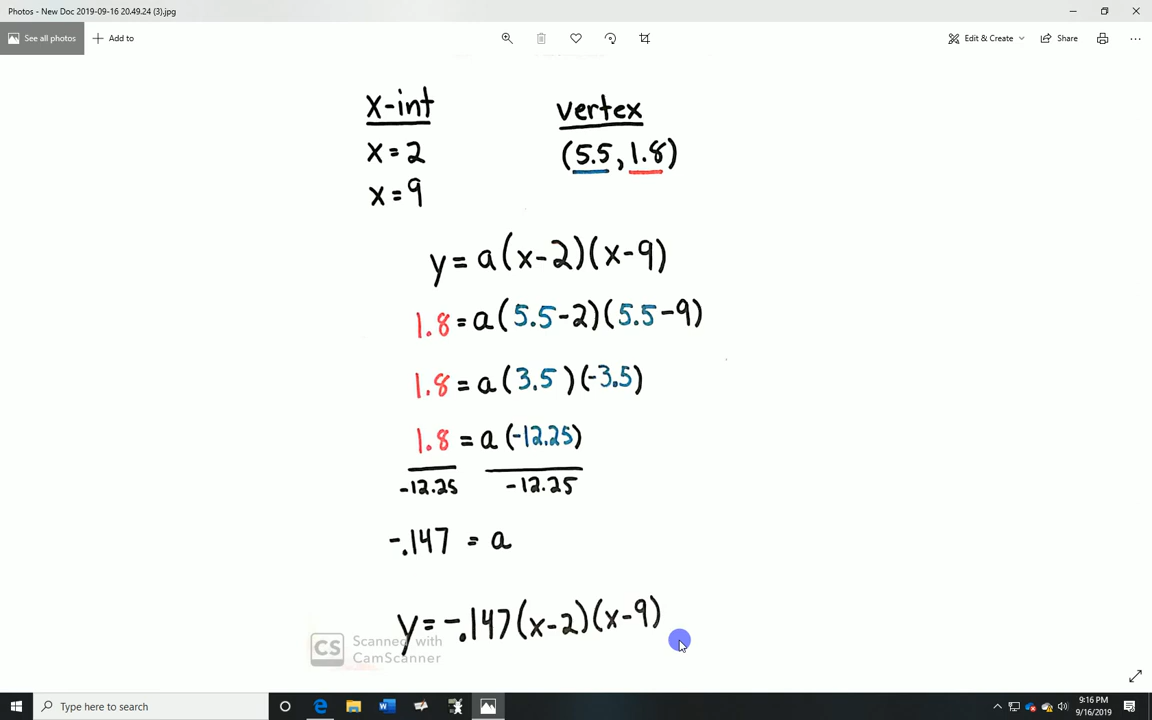 Photos - New Doc 2019-09-16 20.49.24 (3).jpg
See all photos
Add to
Edit & Create
Share
x-int
vertex
x=2
(5.5,1.8)
x=9
y=a(x-2)(x-9)
1.8=a(5.5-2)(5.5-9)
1.8=a(3.5)(-3.5)
1.8=a(-12.25)
-12.25 -12.25
-.147 = a
y=-.147(x-2)(x-9)
CS
Scanned with
CamScanner
Type here to search
9:16 PM
9/16/2019